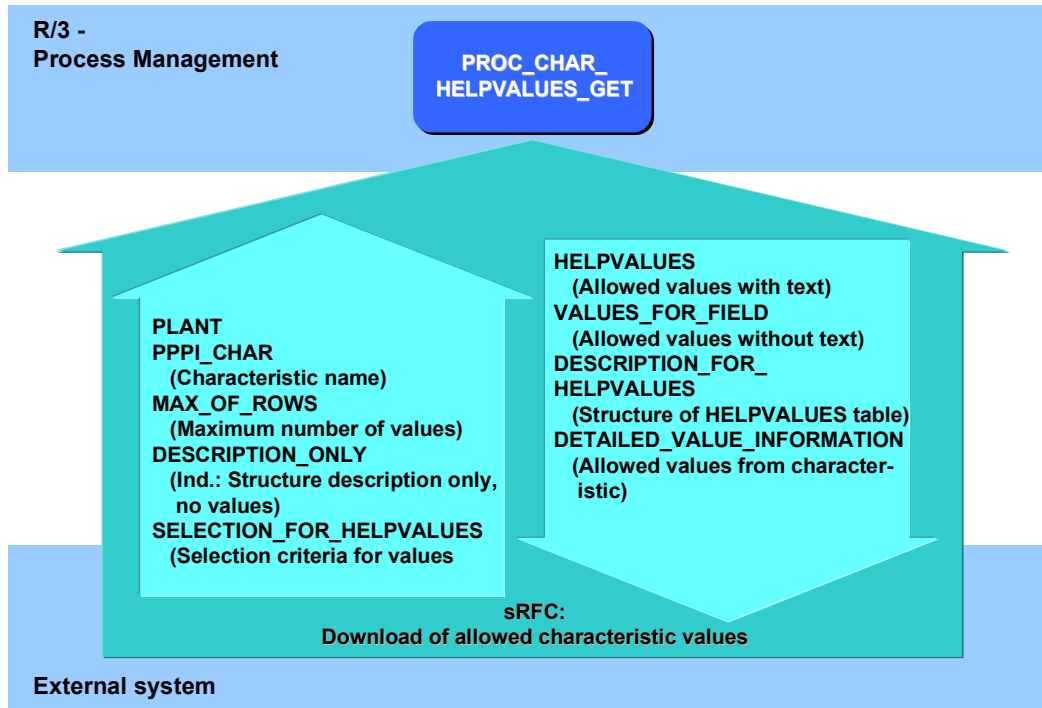 R/3 -
Process Management
PROC_CHAR_
HELPVALUES_GET
PLANT
PPPI_CHAR
(Characteristic name)
MAX_OF_ROWS
(Maximum number of values)
DESCRIPTION_ONLY
(Ind.: Structure description only,
no values)
SELECTION_FOR_HELPVALUES
(Selection criteria for values
HELPVALUES
(Allowed values with text)
VALUES_FOR_FIELD
(Allowed values without text)
DESCRIPTION_FOR_
HELPVALUES
(Structure of HELPVALUES table)
DETAILED_VALUE_INFORMATION
(Allowed values from character-
istic)
sRFC:
Download of allowed characteristic values
External system